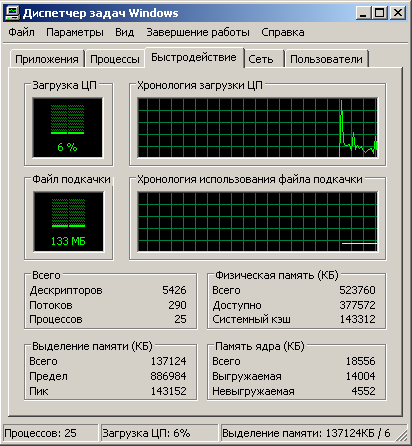 Диспетчер задач Windows
Файл Параметры Вид Завершение работы Справка
Приложения Процессы Быстродействие Сеть Пользователи
Загрузка ЦП
6 %
Хронология загрузки ЦП
Файл подкачки
133 МБ
Хронология использования файла подкачки
Всего
Дескрипторов 5426
Потоков 290
Процессов 25
Физическая память (КБ)
Всего 523760
Доступно 377572
Системный кэш 143312
Выделение памяти (КБ)
Всего 137124
Предел 886984
Пик 143152
Память ядра (КБ)
Всего 18556
Выгружаемая 14004
Невыгружаемая 4552
Процессов: 25 Загрузка ЦП: 6% Выделение памяти: 137124КБ / 6